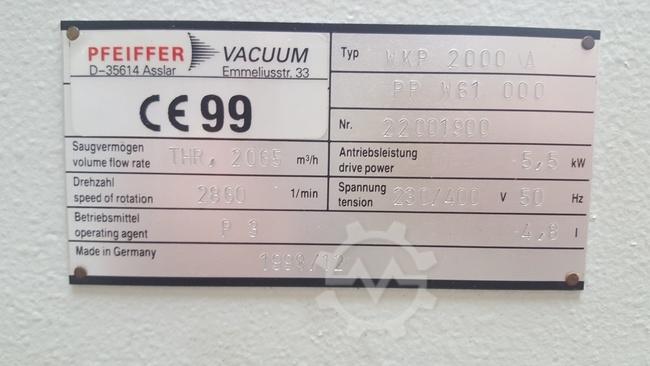 PFEIFFER VACUUM
D-35614 Asslar Emmeliusstr. 33
CE 99
Typ WKP 2000 A
PP W61 000
Nr. 22001900
Saugvermögen
volume flow rate THR, 2065 m³/h
Antriebsleistung
drive power 5,5 kW
Drehzahl
speed of rotation 2890 1/min
Spannung
tension 230/400 V 50 Hz
Betriebsmittel
operating agent P 3
4,8 l
Made in Germany
1999/12